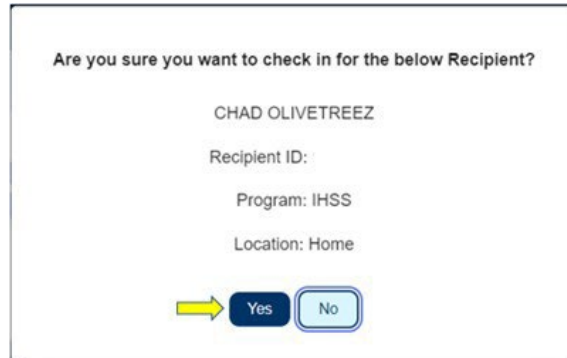 Are you sure you want to check in for the below Recipient?
CHAD OLIVETREEZ
Recipient ID:
Program: IHSS
Location: Home
Yes No